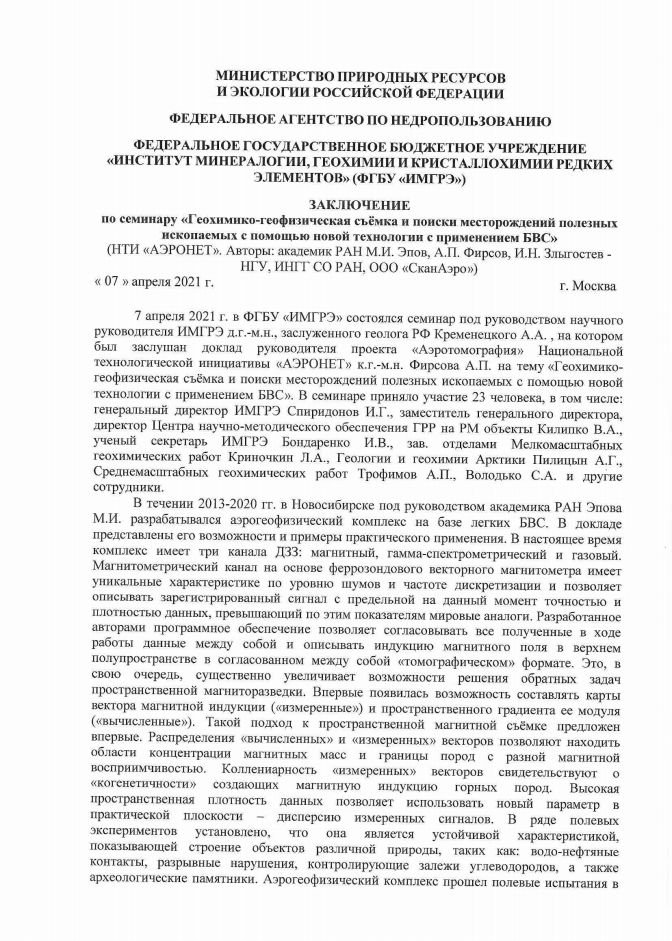 МИНИСТЕРСТВО ПРИРОДНЫХ РЕСУРСОВ
И ЭКОЛОГИИ РОССИЙСКОЙ ФЕДЕРАЦИИ
ФЕДЕРАЛЬНОЕ АГЕНТСТВО ПО НЕДРОПОЛЬЗОВАНИЮ
ФЕДЕРАЛЬНОЕ ГОСУДАРСТВЕННОЕ БЮДЖЕТНОЕ УЧРЕЖДЕНИЕ
«ИНСТИТУТ МИНЕРАЛОГИИ, ГЕОХИМИИ И КРИСТАЛЛОХИМИИ РЕДКИХ
ЭЛЕМЕНТОВ» (ФГБУ «ИМГРЭ»)
ЗАКЛЮЧЕНИЕ
по семинару «Геохимико-геофизическая съёмка и поиски месторождений полезных
ископаемых с помощью новой технологии с применением БВС»
(НТИ «АЭРОНЕТ». Авторы: академик РАН М.И. Эпов, А.П. Фирсов, И.Н. Злыгостев -
НГУ, ИНГГ СО РАН, ООО «СканАэро»)
« 07 » апреля 2021 г. г. Москва
7 апреля 2021 г. в ФГБУ «ИМГРЭ» состоялся семинар под руководством научного
руководителя ИМГРЭ д.г.-м.н., заслуженного геолога РФ Кременецкого А.А. , на котором
был заслушан доклад руководителя проекта «Аэротомография» Национальной
технологической инициативы «АЭРОНЕТ» к.г.-м.н. Фирсова А.П. на тему «Геохимико-
геофизическая съёмка и поиски месторождений полезных ископаемых с помощью новой
технологии с применением БВС». В семинаре приняло участие 23 человека, в том числе:
генеральный директор ИМГРЭ Спиридонов И.Г., заместитель генерального директора,
директор Центра научно-методического обеспечения ГРР на РМ объекты Килипко В.А.,
ученый секретарь ИМГРЭ Бондаренко И.В., зав. отделами Мелкомасштабных
геохимических работ Криночкин Л.А., Геологии и геохимии Арктики Пилицын А.Г.,
Среднемасштабных геохимических работ Трофимов А.П., Володько С.А. и другие
сотрудники.
В течении 2013-2020 гг. в Новосибирске под руководством академика РАН Эпова
М.И. разрабатывался аэрогеофизический комплекс на базе легких БВС. В докладе
представлены его возможности и примеры практического применения. В настоящее время
комплекс имеет три канала ДЗЗ: магнитный, гамма-спектрометрический и газовый.
Магнитометрический канал на основе феррозондового векторного магнитометра имеет
уникальные характеристике по уровню шумов и частоте дискретизации и позволяет
описывать зарегистрированный сигнал с предельной на данный момент точностью и
плотностью данных, превышающий по этим показателям мировые аналоги. Разработанное
авторами программное обеспечение позволяет согласовывать все полученные в ходе
работы данные между собой и описывать индукцию магнитного поля в верхнем
полупространстве в согласованном между собой «томографическом» формате. Это, в
свою очередь, существенно увеличивает возможности решения обратных задач
пространственной магниторазведки. Впервые появилась возможность составлять карты
вектора магнитной индукции («измеренные») и пространственного градиента ее модуля
(«вычисленные»). Такой подход к пространственной магнитной съёмке предложен
впервые. Распределения «вычисленных» и «измеренных» векторов позволяют находить
области концентрации магнитных масс и границы пород с разной магнитной
восприимчивостью. Коллениарность «измеренных» векторов свидетельствуют о
«когенетичности» создающих магнитную индукцию горных пород. Высокая
пространственная плотность данных позволяет использовать новый параметр в
практической плоскости – дисперсию измеренных сигналов. В ряде полевых
экспериментов установлено, что она является устойчивой характеристикой,
показывающей строение объектов различной природы, таких как: водо-нефтяные
контакты, разрывные нарушения, контролирующие залежи углеводородов, а также
археологические памятники. Аэрогеофизический комплекс прошел полевые испытания в